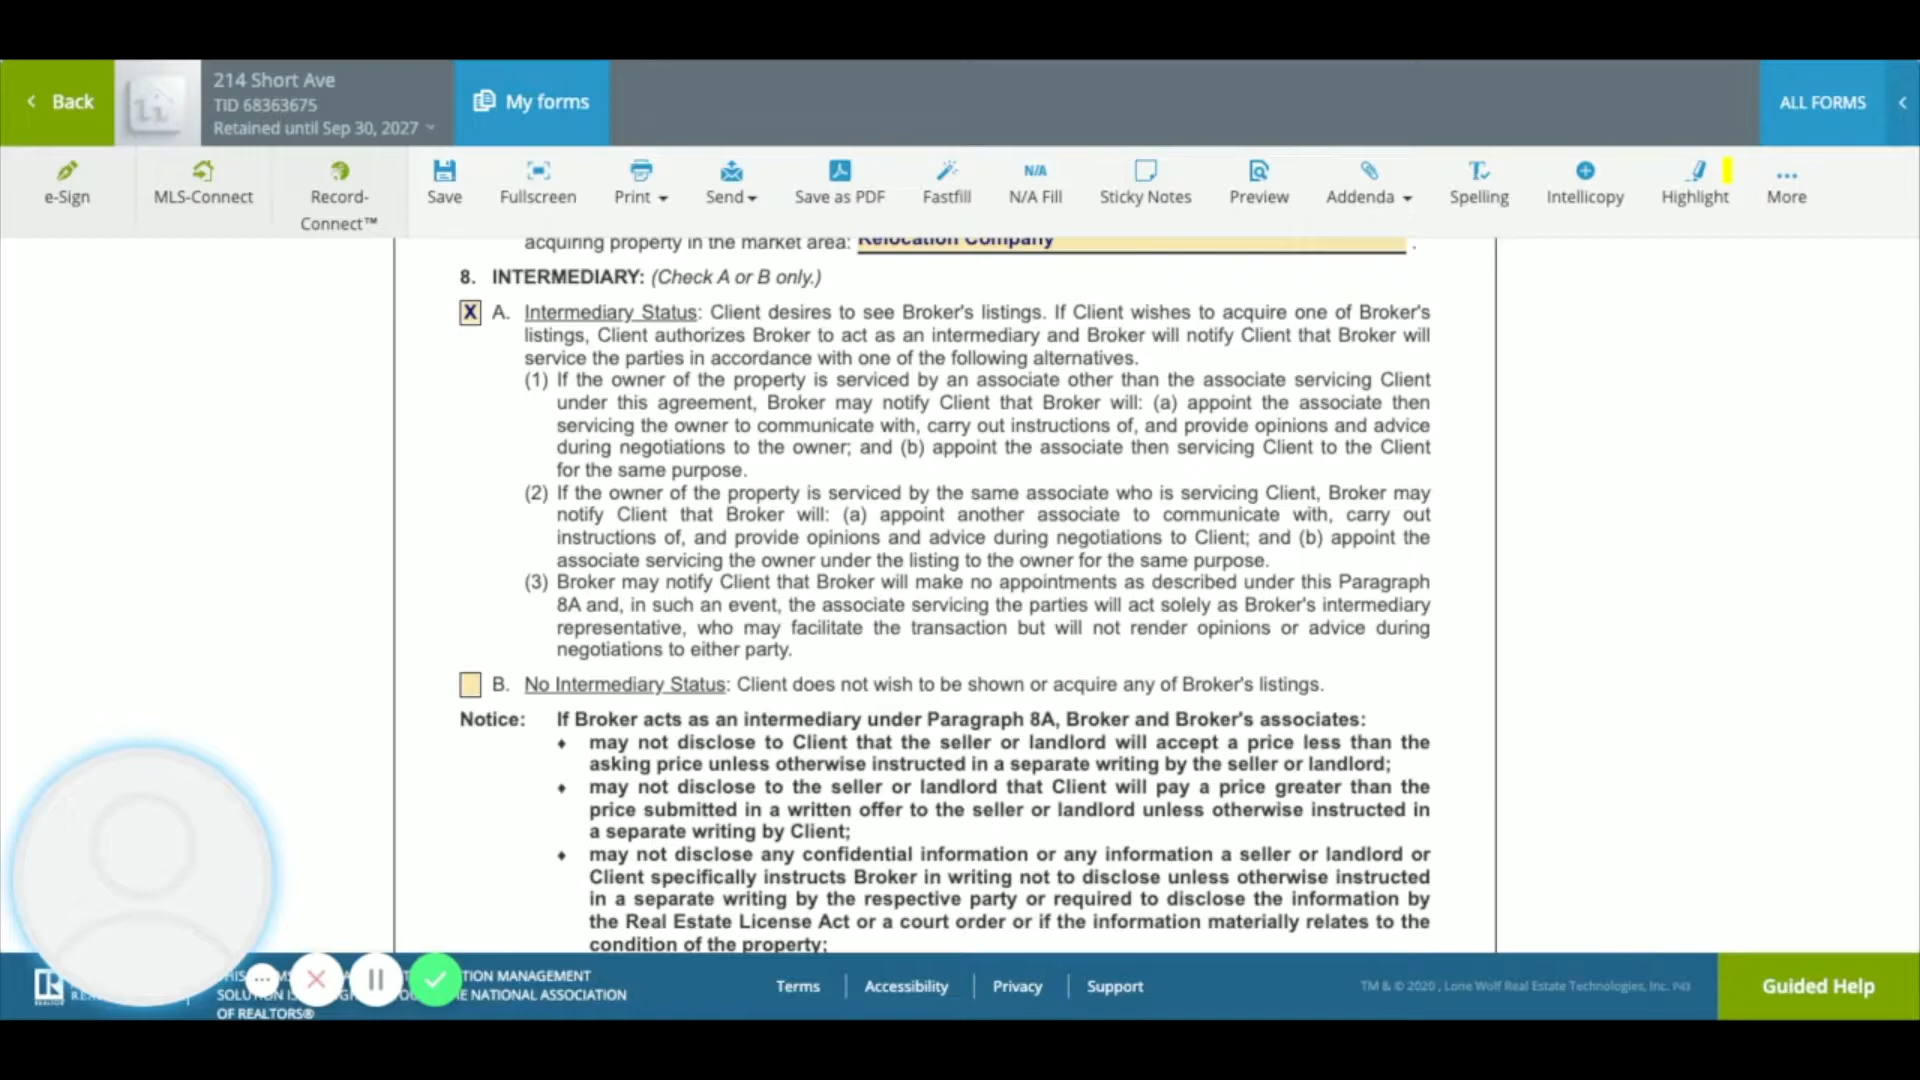 Back
214 Short Ave
TID 68363675
Retained until Sep 30, 2027
My forms
ALL FORMS
e-Sign
MLS-Connect
Record-
Connect™
Save
Fullscreen
Print
Send
Save as PDF
Fastfill
N/A
N/A Fill
Sticky Notes
Preview
Addenda
Spelling
Intellicopy
Highlight
More
acquiring property in the market area: Relocation Company .
8. INTERMEDIARY: (Check A or B only.)
X A. Intermediary Status: Client desires to see Broker's listings. If Client wishes to acquire one of Broker's
listings, Client authorizes Broker to act as an intermediary and Broker will notify Client that Broker will
service the parties in accordance with one of the following alternatives.
(1) If the owner of the property is serviced by an associate other than the associate servicing Client
under this agreement, Broker may notify Client that Broker will: (a) appoint the associate then
servicing the owner to communicate with, carry out instructions of, and provide opinions and advice
during negotiations to the owner; and (b) appoint the associate then servicing Client to the Client
for the same purpose.
(2) If the owner of the property is serviced by the same associate who is servicing Client, Broker may
notify Client that Broker will: (a) appoint another associate to communicate with, carry out
instructions of, and provide opinions and advice during negotiations to Client; and (b) appoint the
associate servicing the owner under the listing to the owner for the same purpose.
(3) Broker may notify Client that Broker will make no appointments as described under this Paragraph
8A and, in such an event, the associate servicing the parties will act solely as Broker's intermediary
representative, who may facilitate the transaction but will not render opinions or advice during
negotiations to either party.
B. No Intermediary Status: Client does not wish to be shown or acquire any of Broker's listings.
Notice: If Broker acts as an intermediary under Paragraph 8A, Broker and Broker's associates:
♦ may not disclose to Client that the seller or landlord will accept a price less than the
asking price unless otherwise instructed in a separate writing by the seller or landlord;
♦ may not disclose to the seller or landlord that Client will pay a price greater than the
price submitted in a written offer to the seller or landlord unless otherwise instructed in
a separate writing by Client;
♦ may not disclose any confidential information or any information a seller or landlord or
Client specifically instructs Broker in writing not to disclose unless otherwise instructed
in a separate writing by the respective party or required to disclose the information by
the Real Estate License Act or a court order or if the information materially relates to the
condition of the property;
TION MANAGEMENT
E NATIONAL ASSOCIATION
OF REALTORS®
Terms
Accessibility
Privacy
Support
TM & © 2020, Lone Wolf Real Estate Technologies, Inc. P43
Guided Help